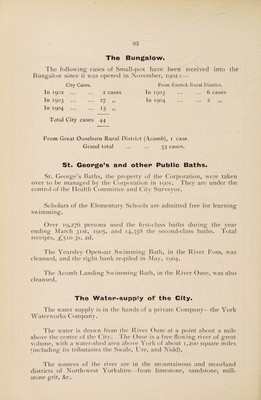 83
The Bungalow.
The following cases of Small-pox have been received into the
Bungalow since it was opened in November, 1902 :—
City Cases. From Escrick Rural District.
In 1902 ... ... 2 cases In 1903 ... ... 6 cases
In 1903 ... ... 27 ,, In 1904 ... ... 2 ,,
In 1904 ... ... 15 ,,
Total City cases 44
From Great Ouseburn Rural District (Acomb), 1 case.
Grand total ... ... 53 cases.
St. George's and other Public Baths.
St. George's Baths, the property of the Corporation, were taken
over to be managed by the Corporation in 1901. They are under the
control of the Health Committee and City Surveyor.
Scholars of the Elementary Schools are admitted free for learning
swimming.
Over 19,276 persons used the first-class baths during the year
ending March 31st, 1905, and 14,358 the second-class baths. Total
receipts, £510 3s. 2d.
The Yearsley Open-air Swimming Bath, in the River Foss, was
cleansed, and the right bank re-piled in May, 1904.
The Acomb Landing Swimming Bath, in the River Ouse, was also
cleansed.
The Water-supply of the City.
The water supply is in the hands of a private Company—the York
Waterworks Company.
The water is drawn from the River Ouse at a point about a mile
above the centre of the City. The Ouse is a free flowing river of great
volume, with a water-shed area above York of about 1,200 square miles
(including its tributaries the Swale, Ure, and Nidd).
The sources of the river are in the mountainous and moorland
districts of North-west Yorkshire—from limestone, sandstone, mill-
stone grit, &c.